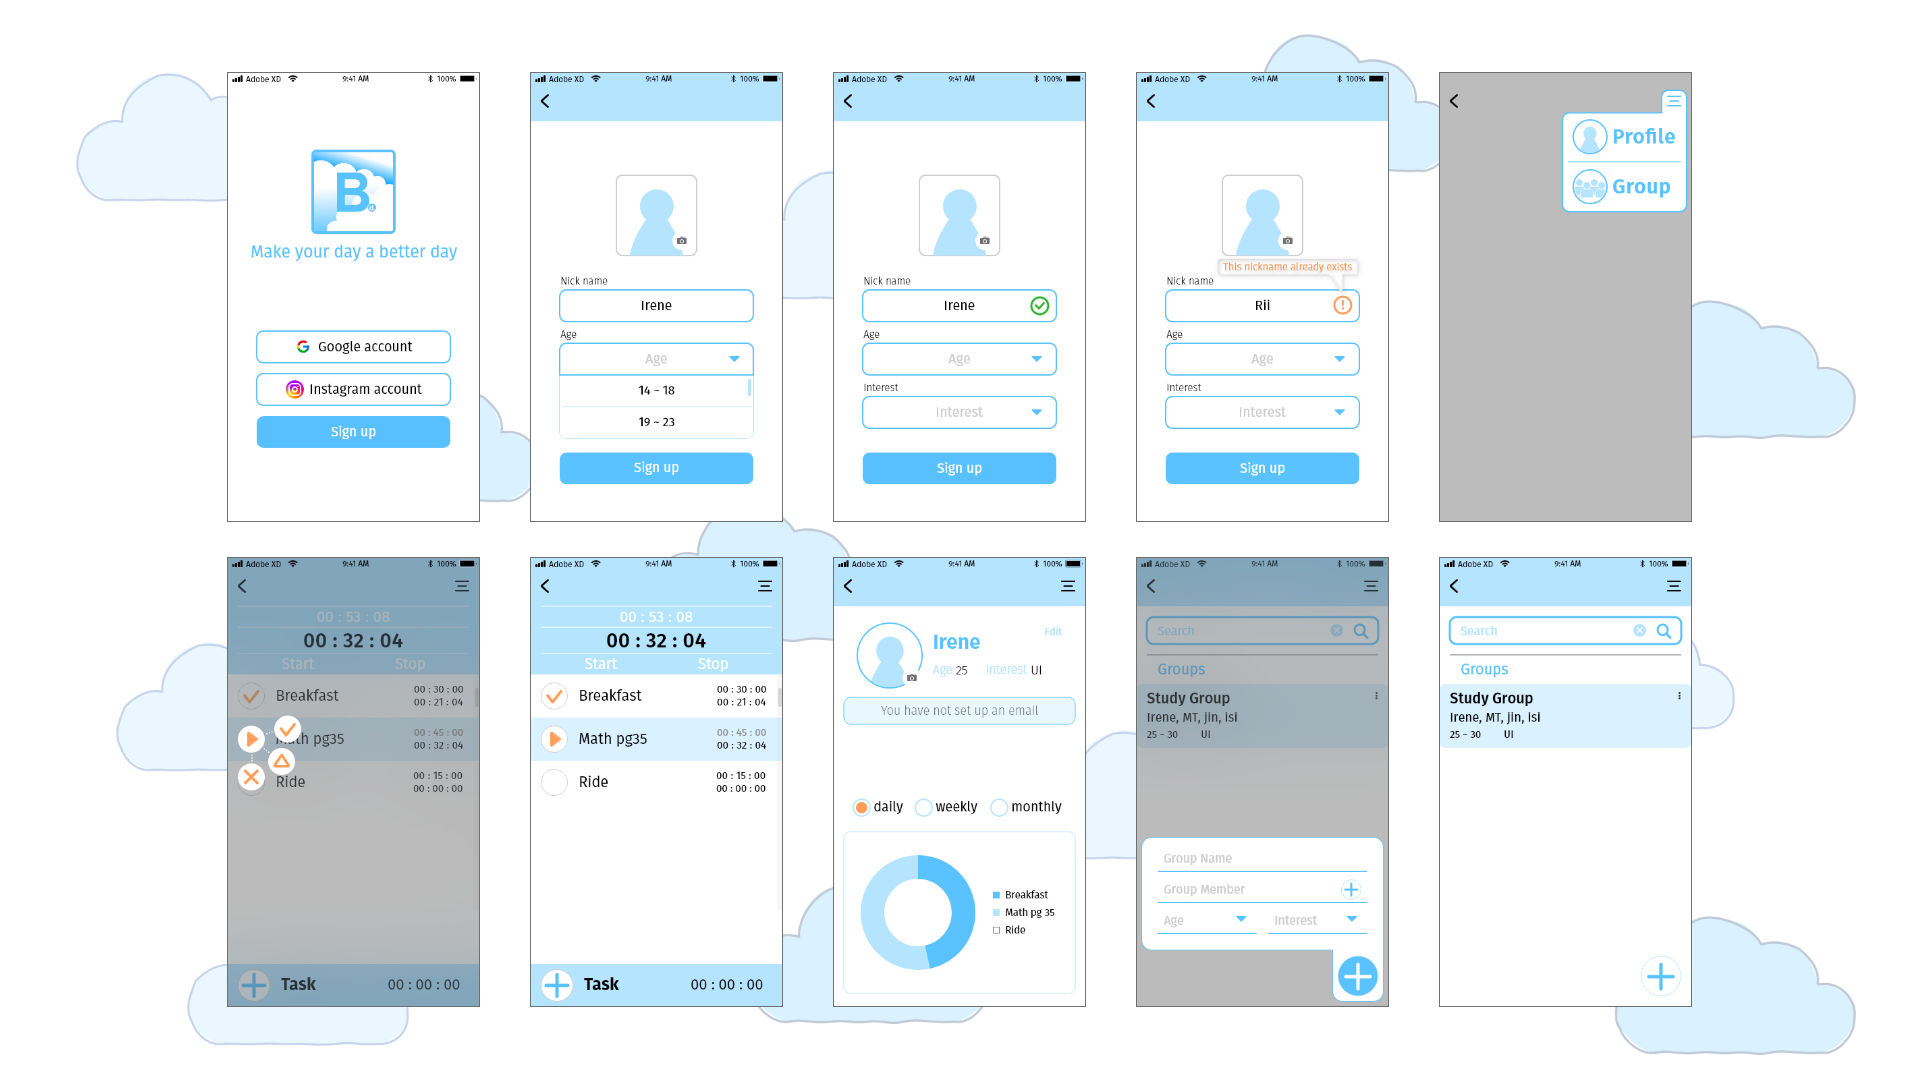 Adobe XD 9:41 AM 100%
B.
Make your day a better day
Google account
Instagram account
Sign up
Adobe XD 9:41 AM 100%
Nick name
Irene
Age
Age
14 ~ 18
19 ~ 23
Sign up
Adobe XD 9:41 AM 100%
Nick name
Irene
Age
Age
Interest
Interest
Sign up
Adobe XD 9:41 AM 100%
This nickname already exists
Nick name
Rii
Age
Age
Interest
Interest
Sign up
Profile
Group
Adobe XD 9:41 AM 100%
00 : 53 : 08
00 : 32 : 04
Start Stop
Breakfast 00 : 30 : 00
00 : 21 : 04
Math pg35 00 : 45 : 00
00 : 32 : 04
Ride 00 : 15 : 00
00 : 00 : 00
Task 00 : 00 : 00
Adobe XD 9:41 AM 100%
00 : 53 : 08
00 : 32 : 04
Start Stop
Breakfast 00 : 30 : 00
00 : 21 : 04
Math pg35 00 : 45 : 00
00 : 32 : 04
Ride 00 : 15 : 00
00 : 00 : 00
Task 00 : 00 : 00
Adobe XD 9:41 AM 100%
Irene Edit
Age 25 Interest UI
You have not set up an email
daily weekly monthly
Breakfast
Math pg 35
Ride
Adobe XD 9:41 AM 100%
Search
Groups
Study Group
Irene, MT, jin, isi
25 ~ 30 UI
Group Name
Group Member
Age Interest
Adobe XD 9:41 AM 100%
Search
Groups
Study Group
Irene, MT, jin, isi
25 ~ 30 UI